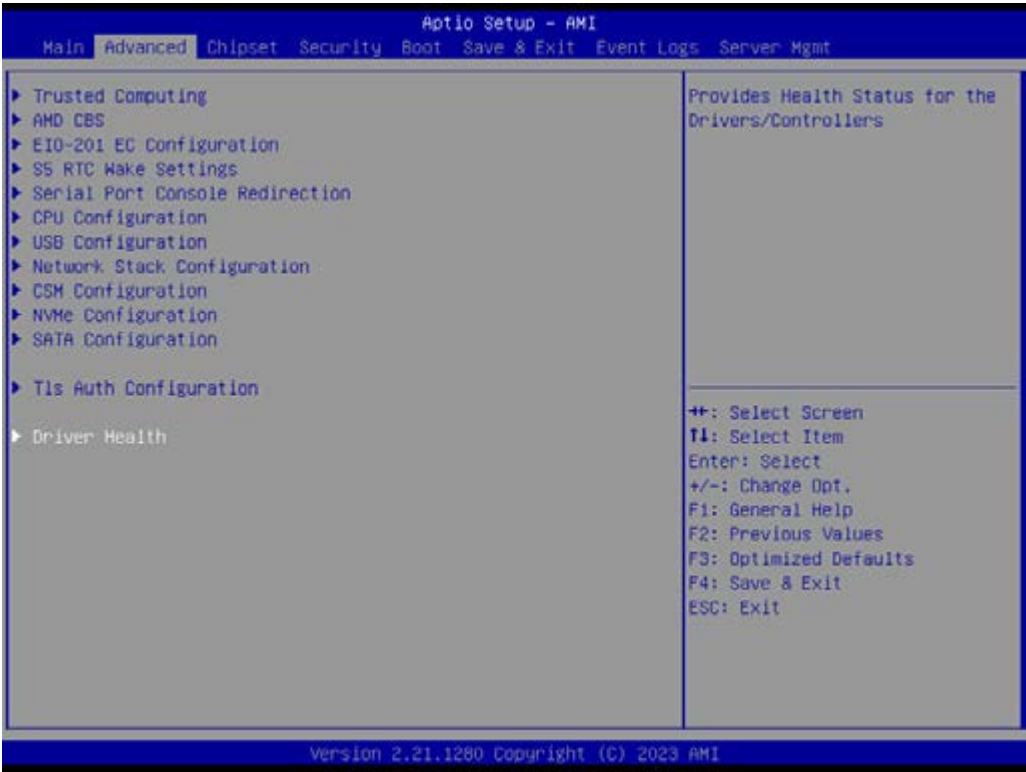 Aptio Setup - AMI
Main Advanced Chipset Security Boot Save & Exit Event Logs Server Mgmt
Trusted Computing
AMD CBS
EIO-201 EC Configuration
S5 RTC Wake Settings
Serial Port Console Redirection
CPU Configuration
USB Configuration
Network Stack Configuration
CSM Configuration
NVMe Configuration
SATA Configuration
Tls Auth Configuration
Driver Health
Provides Health Status for the
Drivers/Controllers
→←: Select Screen
↑↓: Select Item
Enter: Select
+/-: Change Opt.
F1: General Help
F2: Previous Values
F3: Optimized Defaults
F4: Save & Exit
ESC: Exit
Version 2.21.1280 Copyright (C) 2023 AMI